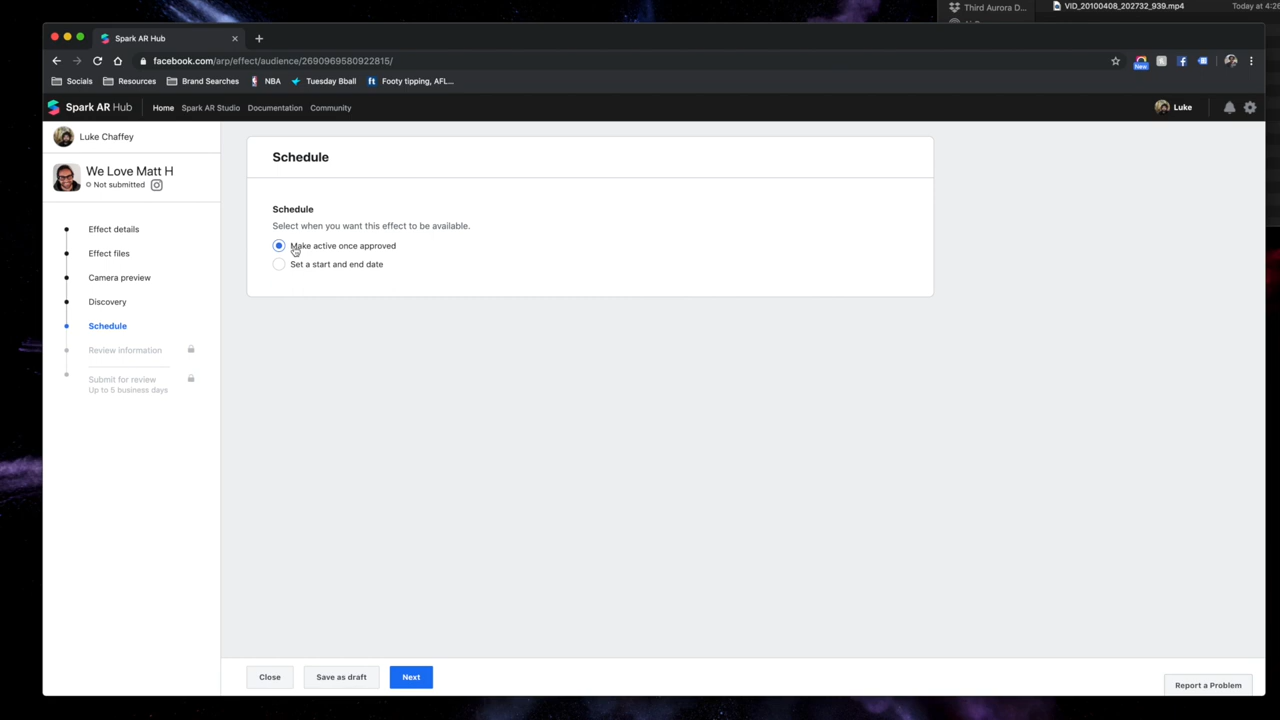 Third Aurora D...
VID_20100408_202732_939.mp4
Today at 4:26
Spark AR Hub
facebook.com/arp/effect/audience/2690969580922815/
New
Socials
Resources
Brand Searches
NBA
Tuesday Bball
ft
Footy tipping, AFL...
Spark AR Hub
Home
Spark AR Studio
Documentation
Community
Luke
Luke Chaffey
We Love Matt H
Not submitted
Effect details
Effect files
Camera preview
Discovery
Schedule
Review information
Submit for review
Up to 5 business days
Schedule
Schedule
Select when you want this effect to be available.
Make active once approved
Set a start and end date
Close
Save as draft
Next
Report a Problem